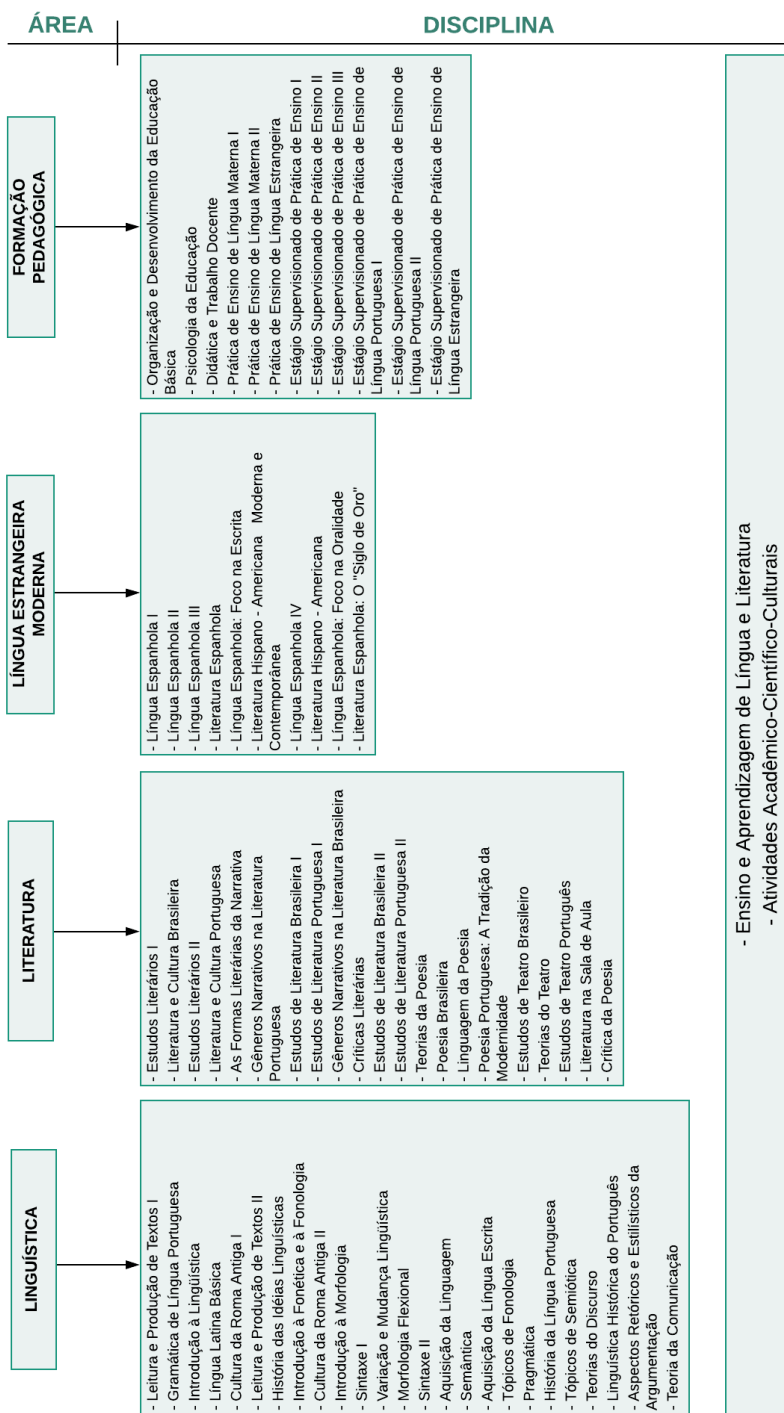 ÁREA
DISCIPLINA
FORMAÇÃO
PEDAGÓGICA
- Organização e Desenvolvimento da Educação
Básica
- Psicologia da Educação
- Didática e Trabalho Docente
- Prática de Ensino de Língua Materna I
- Prática de Ensino de Língua Materna II
- Prática de Ensino de Língua Estrangeira
- Estágio Supervisionado de Prática de Ensino I
- Estágio Supervisionado de Prática de Ensino II
- Estágio Supervisionado de Prática de Ensino III
- Estágio Supervisionado de Prática de Ensino de
Língua Portuguesa I
- Estágio Supervisionado de Prática de Ensino de
Língua Portuguesa II
- Estágio Supervisionado de Prática de Ensino de
Língua Estrangeira
LÍNGUA ESTRANGEIRA
MODERNA
- Língua Espanhola I
- Língua Espanhola II
- Língua Espanhola III
- Literatura Espanhola
- Língua Espanhola: Foco na Escrita
- Literatura Hispano - Americana Moderna e
Contemporânea
- Língua Espanhola IV
- Literatura Hispano - Americana
- Língua Espanhola: Foco na Oralidade
- Literatura Espanhola: O "Siglo de Oro"
LITERATURA
- Estudos Literários I
- Literatura e Cultura Brasileira
- Estudos Literários II
- Literatura e Cultura Portuguesa
- As Formas Literárias da Narrativa
- Gêneros Narrativos na Literatura
Portuguesa
- Estudos de Literatura Brasileira I
- Estudos de Literatura Portuguesa I
- Gêneros Narrativos na Literatura Brasileira
- Críticas Literárias
- Estudos de Literatura Brasileira II
- Estudos de Literatura Portuguesa II
- Teorias da Poesia
- Poesia Brasileira
- Linguagem da Poesia
- Poesia Portuguesa: A Tradição da
Modernidade
- Estudos de Teatro Brasileiro
- Teorias do Teatro
- Estudos de Teatro Português
- Literatura na Sala de Aula
- Crítica da Poesia
LINGUÍSTICA
- Leitura e Produção de Textos I
- Gramática de Língua Portuguesa
- Introdução à Lingüística
- Língua Latina Básica
- Cultura da Roma Antiga I
- Leitura e Produção de Textos II
- História das Idéias Linguísticas
- Introdução à Fonética e à Fonologia
- Cultura da Roma Antiga II
- Introdução à Morfologia
- Sintaxe I
- Variação e Mudança Lingüística
- Morfologia Flexional
- Sintaxe II
- Aquisição da Linguagem
- Semântica
- Aquisição da Língua Escrita
- Tópicos de Fonologia
- Pragmática
- História da Língua Portuguesa
- Tópicos de Semiótica
- Teorias do Discurso
- Linguística Histórica do Português
- Aspectos Retóricos e Estilísticos da
Argumentação
- Teoria da Comunicação
- Ensino e Aprendizagem de Língua e Literatura
- Atividades Acadêmico-Científico-Culturais